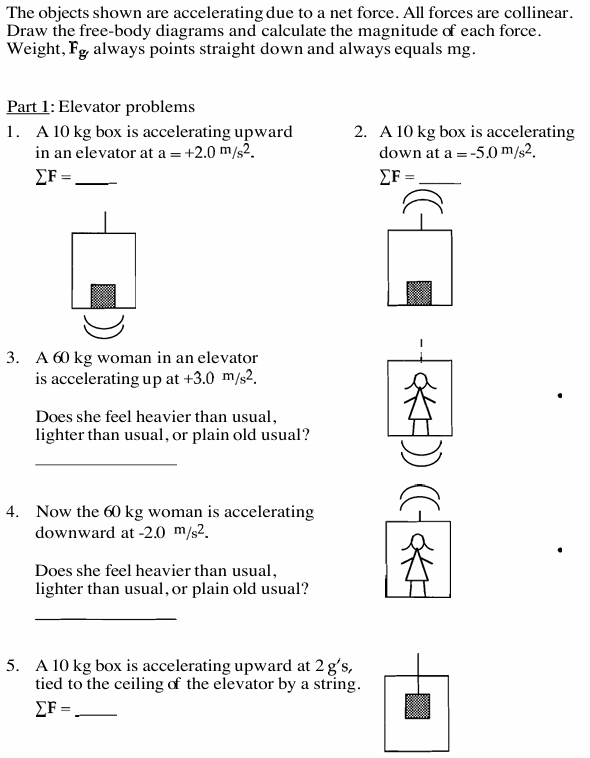 The objects shown are accelerating due to a net force. All forces are collinear.
Draw the free-body diagrams and calculate the magnitude of each force.
Weight, Fg, always points straight down and always equals mg.
Part 1: Elevator problems
1. A 10 kg box is accelerating upward
in an elevator at a = +2.0 m/s².
∑F = _____
2. A 10 kg box is accelerating
down at a = -5.0 m/s².
∑F = _____
3. A 60 kg woman in an elevator
is accelerating up at +3.0 m/s².
Does she feel heavier than usual,
lighter than usual, or plain old usual?
4. Now the 60 kg woman is accelerating
downward at -2.0 m/s².
Does she feel heavier than usual,
lighter than usual, or plain old usual?
5. A 10 kg box is accelerating upward at 2 g's,
tied to the ceiling of the elevator by a string.
∑F = _____